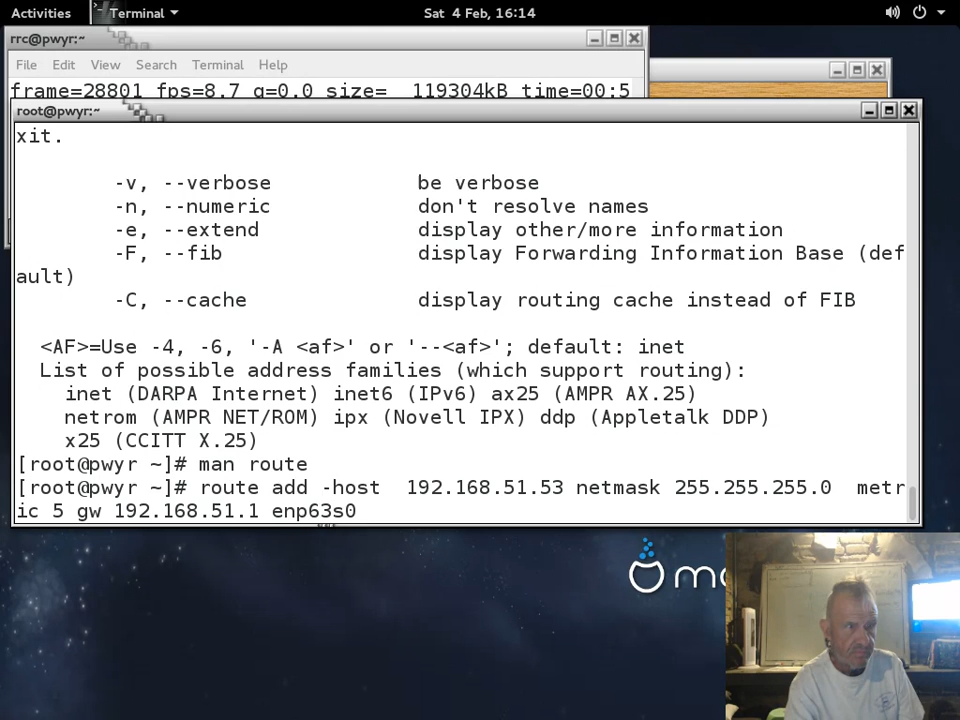 Activities Terminal Sat 4 Feb, 16:14
rrc@pwyr:~
File Edit View Search Terminal Help
frame=28801 fps=8.7 q=0.0 size= 119304kB time=00:5
root@pwyr:~
xit.
-v, --verbose be verbose
-n, --numeric don't resolve names
-e, --extend display other/more information
-F, --fib display Forwarding Information Base (def
ault)
-C, --cache display routing cache instead of FIB
<AF>=Use -4, -6, '-A <af>' or '--<af>'; default: inet
List of possible address families (which support routing):
inet (DARPA Internet) inet6 (IPv6) ax25 (AMPR AX.25)
netrom (AMPR NET/ROM) ipx (Novell IPX) ddp (Appletalk DDP)
x25 (CCITT X.25)
[root@pwyr ~]# man route
[root@pwyr ~]# route add -host  192.168.51.53 netmask 255.255.255.0  metr
ic 5 gw 192.168.51.1 enp63s0